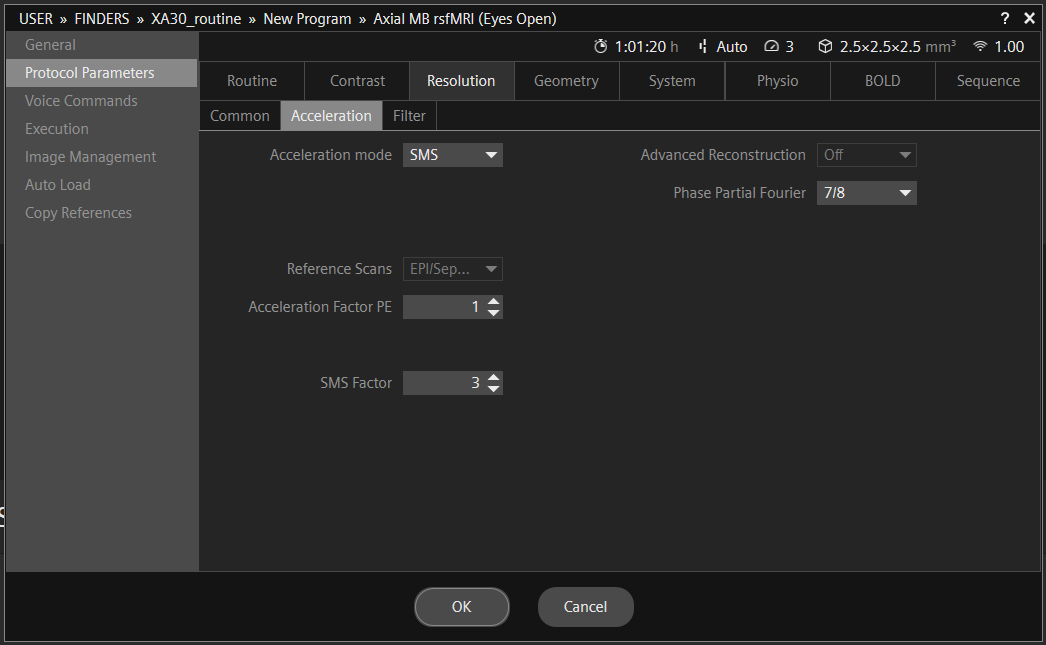 USER » FINDERS » XA30_routine » New Program » Axial MB rsfMRI (Eyes Open) ? ×
General
Protocol Parameters
Voice Commands
Execution
Image Management
Auto Load
Copy References
1:01:20 h Auto 3 2.5×2.5×2.5 mm³ 1.00
Routine Contrast Resolution Geometry System Physio BOLD Sequence
Common Acceleration Filter
Acceleration mode SMS Advanced Reconstruction Off
Phase Partial Fourier 7/8
Reference Scans EPI/Sep...
Acceleration Factor PE 1
SMS Factor 3
OK Cancel